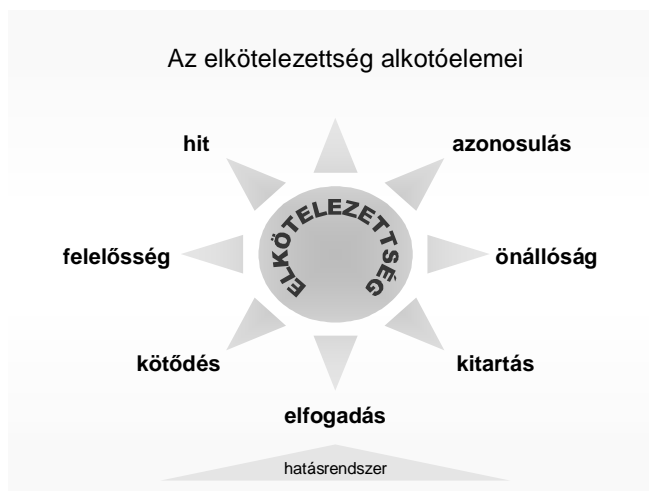 Az elkötelezettség alkotóelemei
hit
azonosulás
ELKÖTELEZETTSÉG
felelősség
önállóság
kötődés
kitartás
elfogadás
hatásrendszer